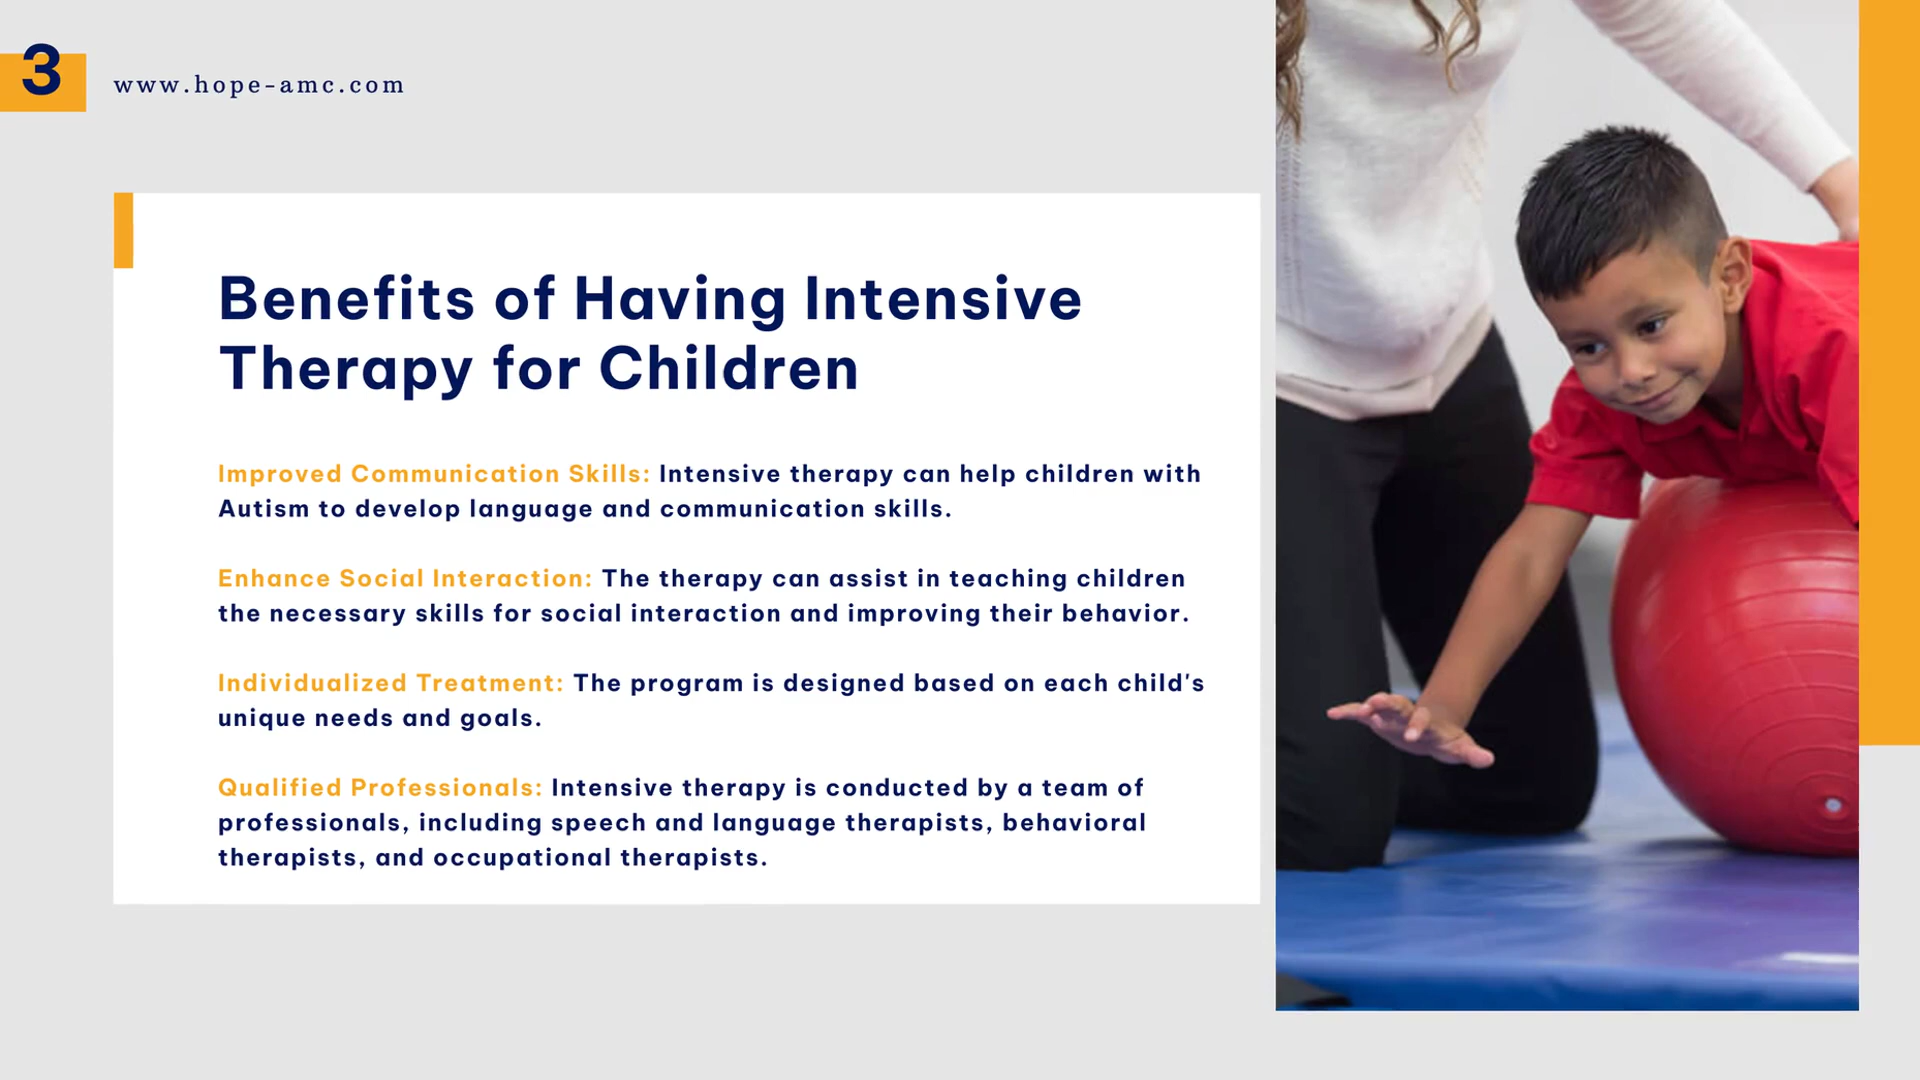 3
www.hope-amc.com
Benefits of Having Intensive
Therapy for Children
Improved Communication Skills: Intensive therapy can help children with
Autism to develop language and communication skills.
Enhance Social Interaction: The therapy can assist in teaching children
the necessary skills for social interaction and improving their behavior.
Individualized Treatment: The program is designed based on each child's
unique needs and goals.
Qualified Professionals: Intensive therapy is conducted by a team of
professionals, including speech and language therapists, behavioral
therapists, and occupational therapists.